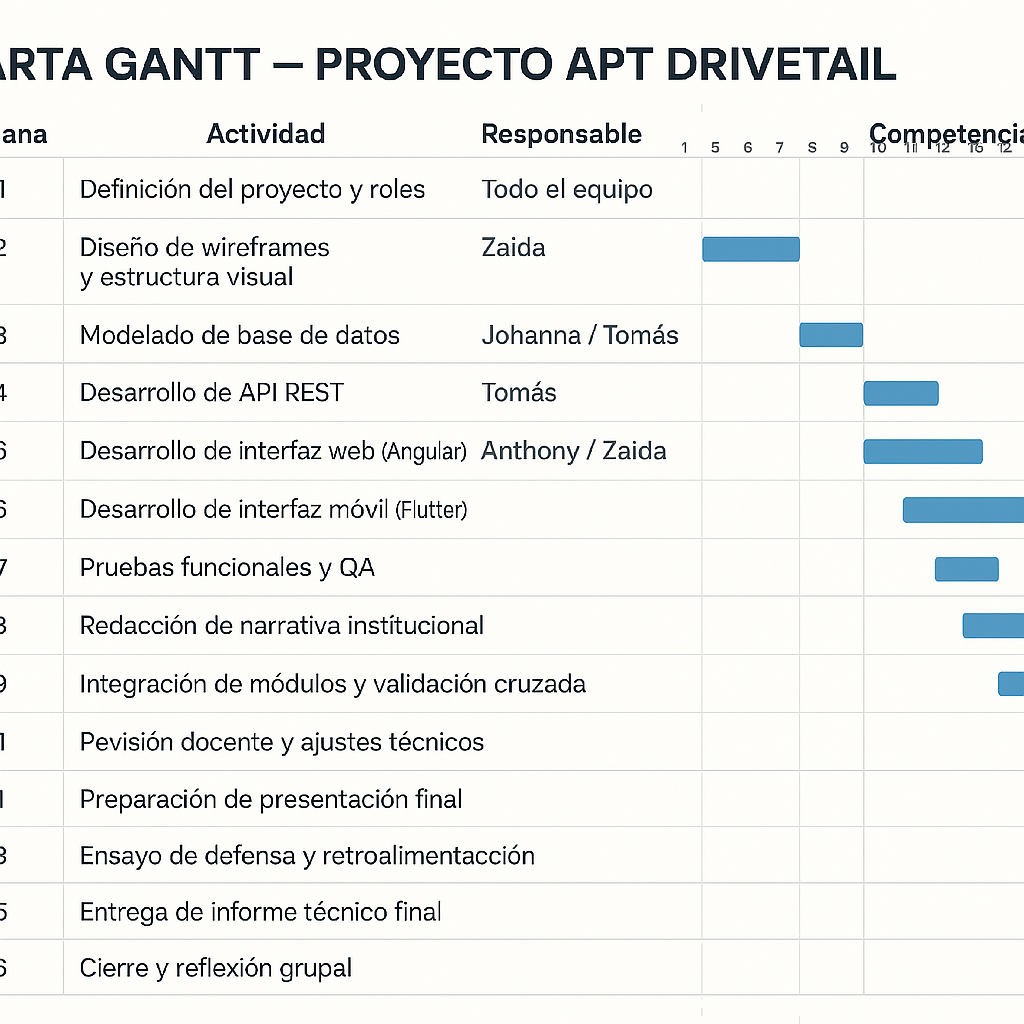 ARTA GANTT – PROYECTO APT DRIVETAIL
ana Actividad Responsable Competencia
1 5 6 7 S 9 10 11 12 16 12
1 Definición del proyecto y roles Todo el equipo
2 Diseño de wireframes Zaida
y estructura visual
3 Modelado de base de datos Johanna / Tomás
4 Desarrollo de API REST Tomás
6 Desarrollo de interfaz web (Angular) Anthony / Zaida
6 Desarrollo de interfaz móvil (Flutter)
7 Pruebas funcionales y QA
8 Redacción de narrativa institucional
9 Integración de módulos y validación cruzada
1 Pevisión docente y ajustes técnicos
1 Preparación de presentación final
3 Ensayo de defensa y retroalimentacción
5 Entrega de informe técnico final
6 Cierre y reflexión grupal